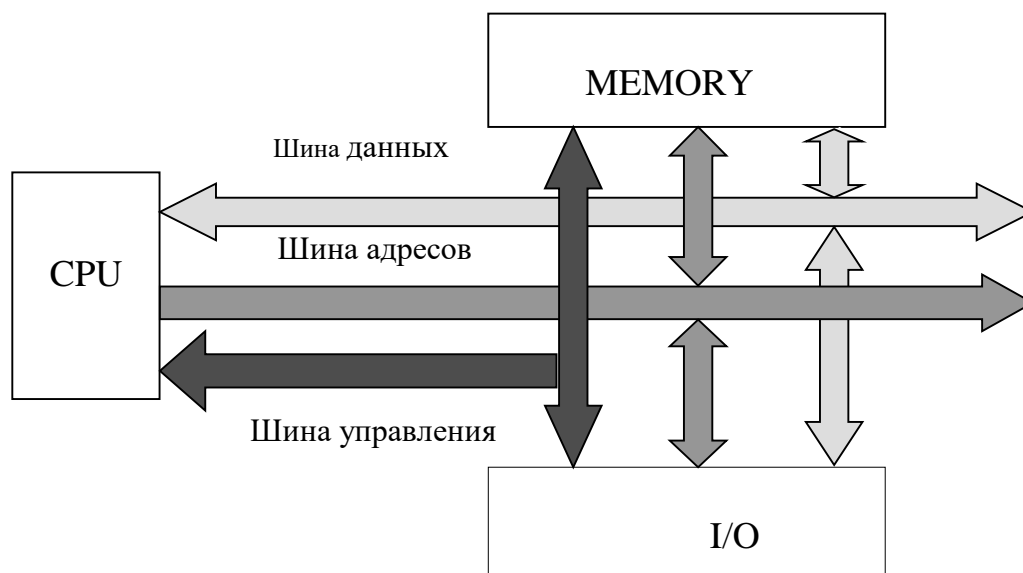 MEMORY
Шина данных
Шина адресов
CPU
Шина управления
I/O